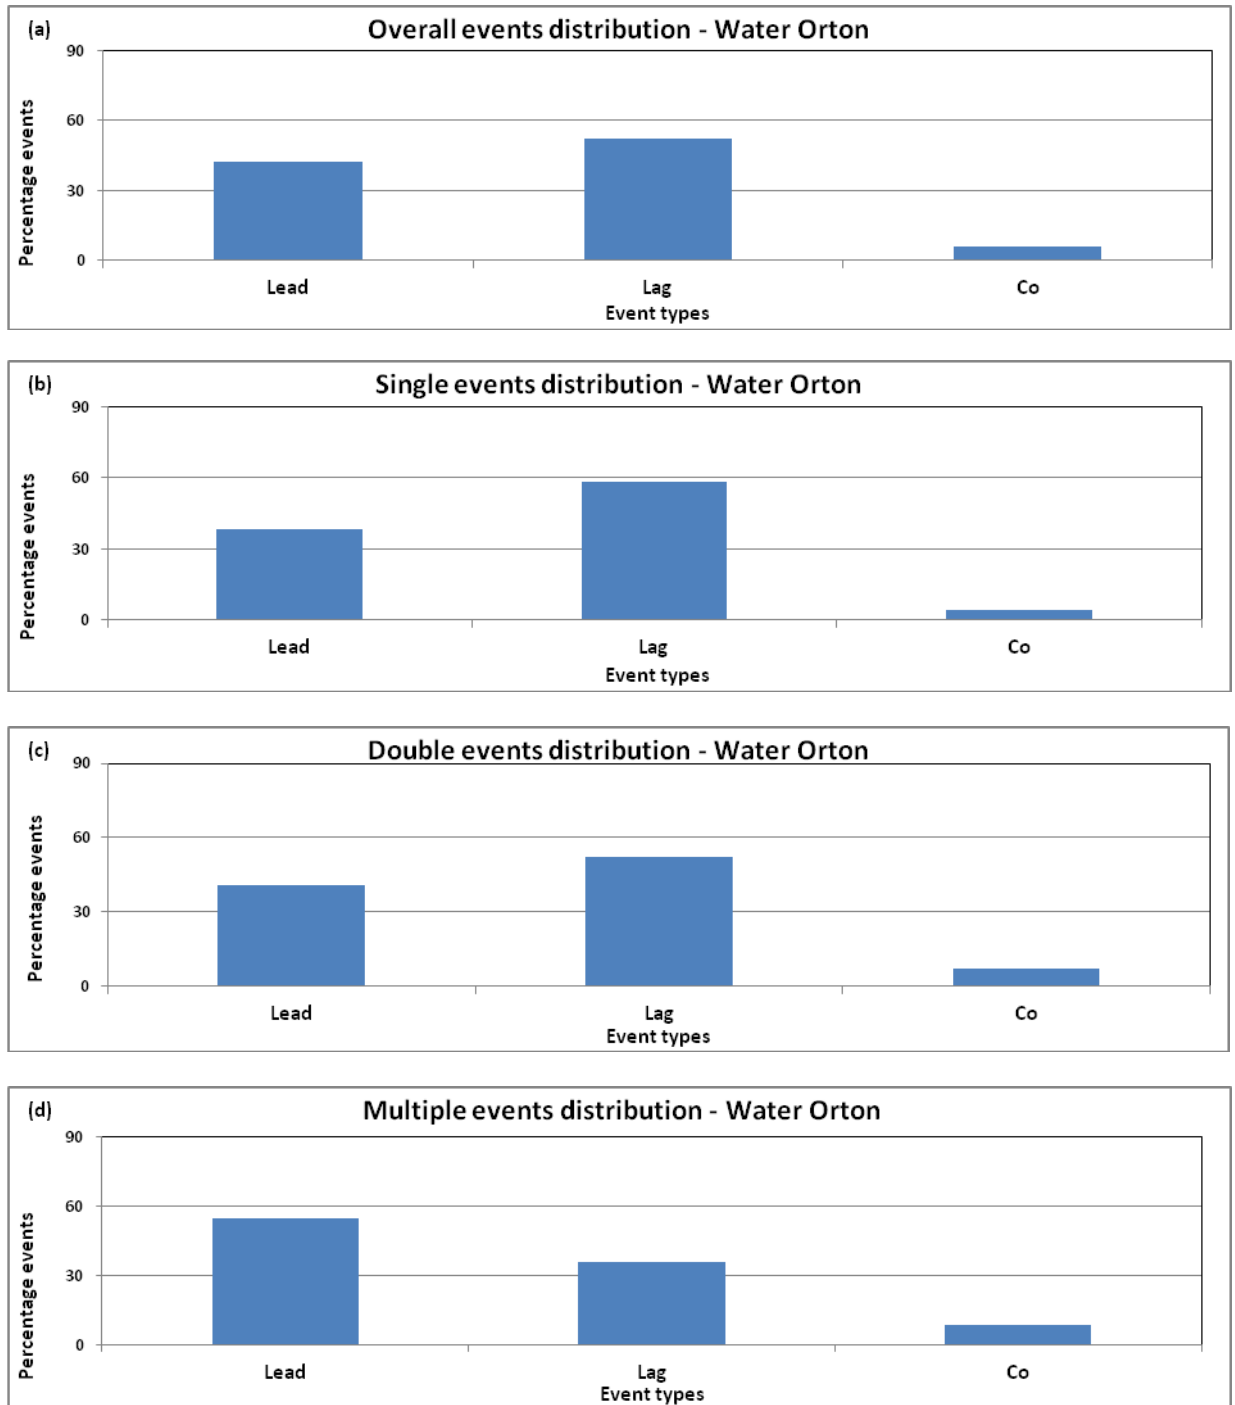 (a)
Overall events distribution - Water Orton
Percentage events
90
60
30
0
Lead Lag Co
Event types
(b)
Single events distribution - Water Orton
Percentage events
90
60
30
0
Lead Lag Co
Event types
(c)
Double events distribution - Water Orton
Percentage events
90
60
30
0
Lead Lag Co
Event types
(d)
Multiple events distribution - Water Orton
Percentage events
90
60
30
0
Lead Lag Co
Event types